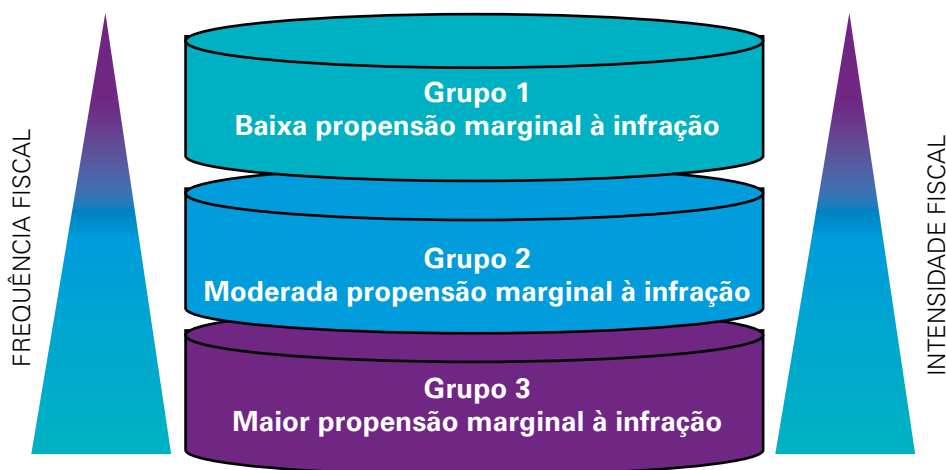 FREQUÊNCIA FISCAL
Grupo 1
Baixa propensão marginal à infração
Grupo 2
Moderada propensão marginal à infração
Grupo 3
Maior propensão marginal à infração
INTENSIDADE FISCAL